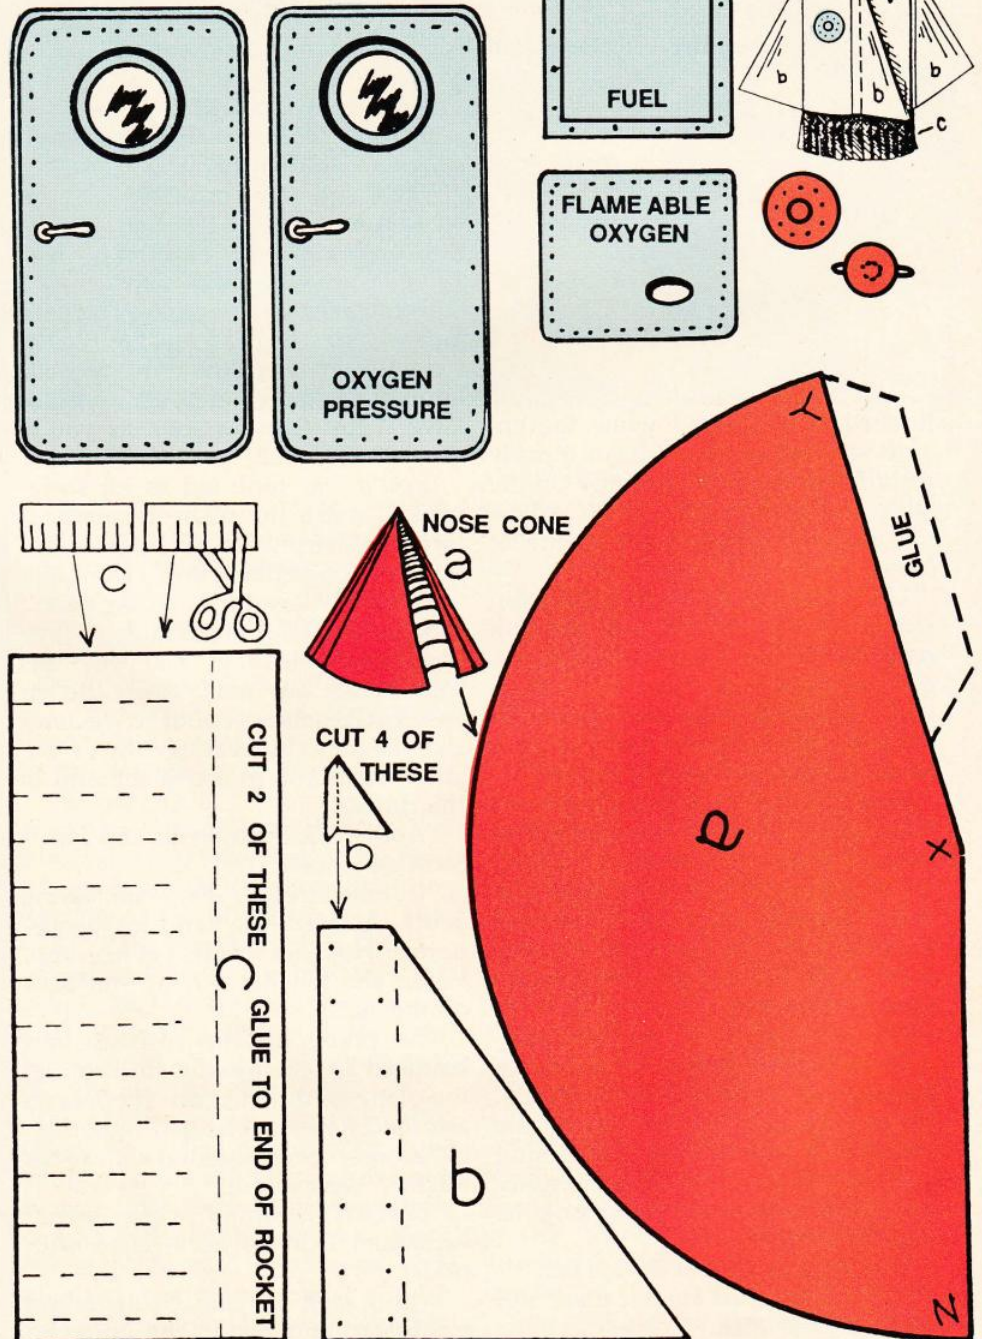 FUEL
b
b
b
c
FLAME ABLE
OXYGEN
OXYGEN
PRESSURE
Y
GLUE
NOSE CONE
a
c
CUT 4 OF
THESE
b
a
X
CUT 2 OF THESE
C
GLUE TO END OF ROCKET
b
Z